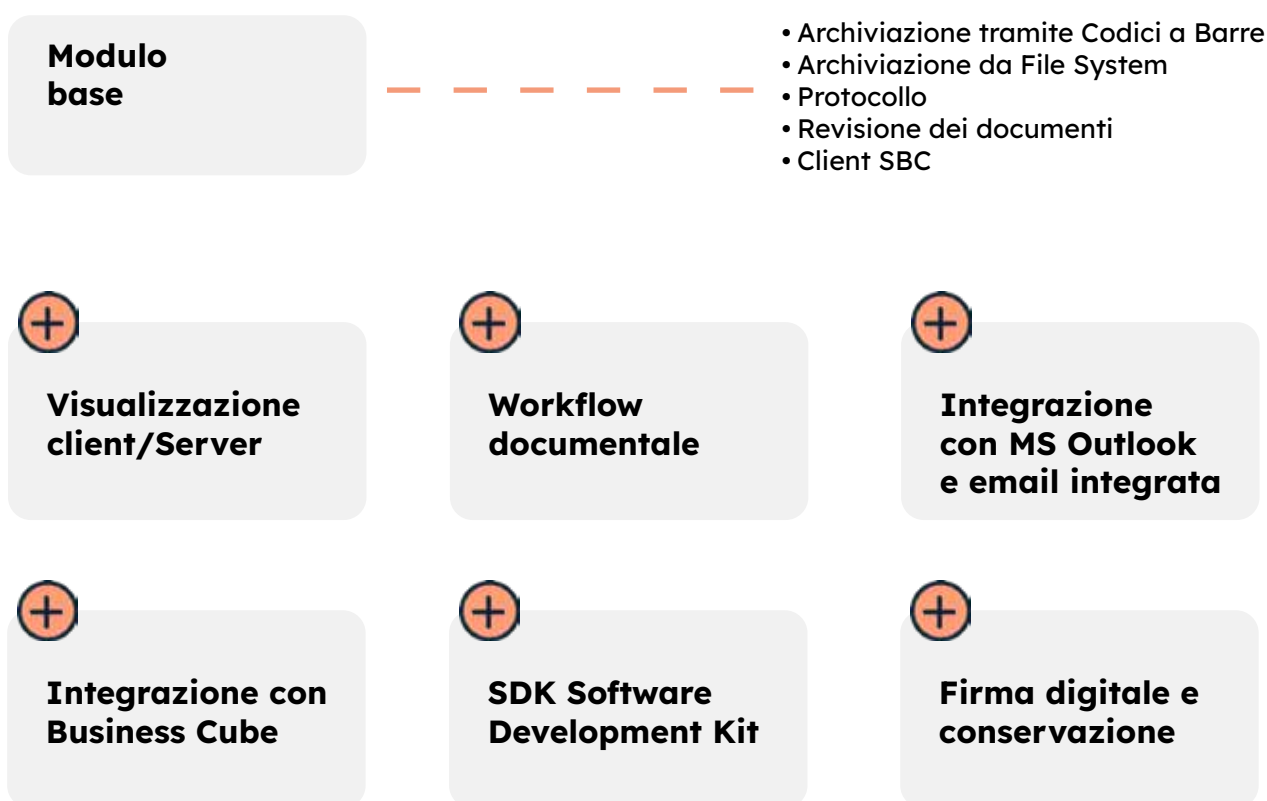 Modulo
base
• Archiviazione tramite Codici a Barre
• Archiviazione da File System
• Protocollo
• Revisione dei documenti
• Client SBC
Visualizzazione
client/Server
Workflow
documentale
Integrazione
con MS Outlook
e email integrata
Integrazione con
Business Cube
SDK Software
Development Kit
Firma digitale e
conservazione